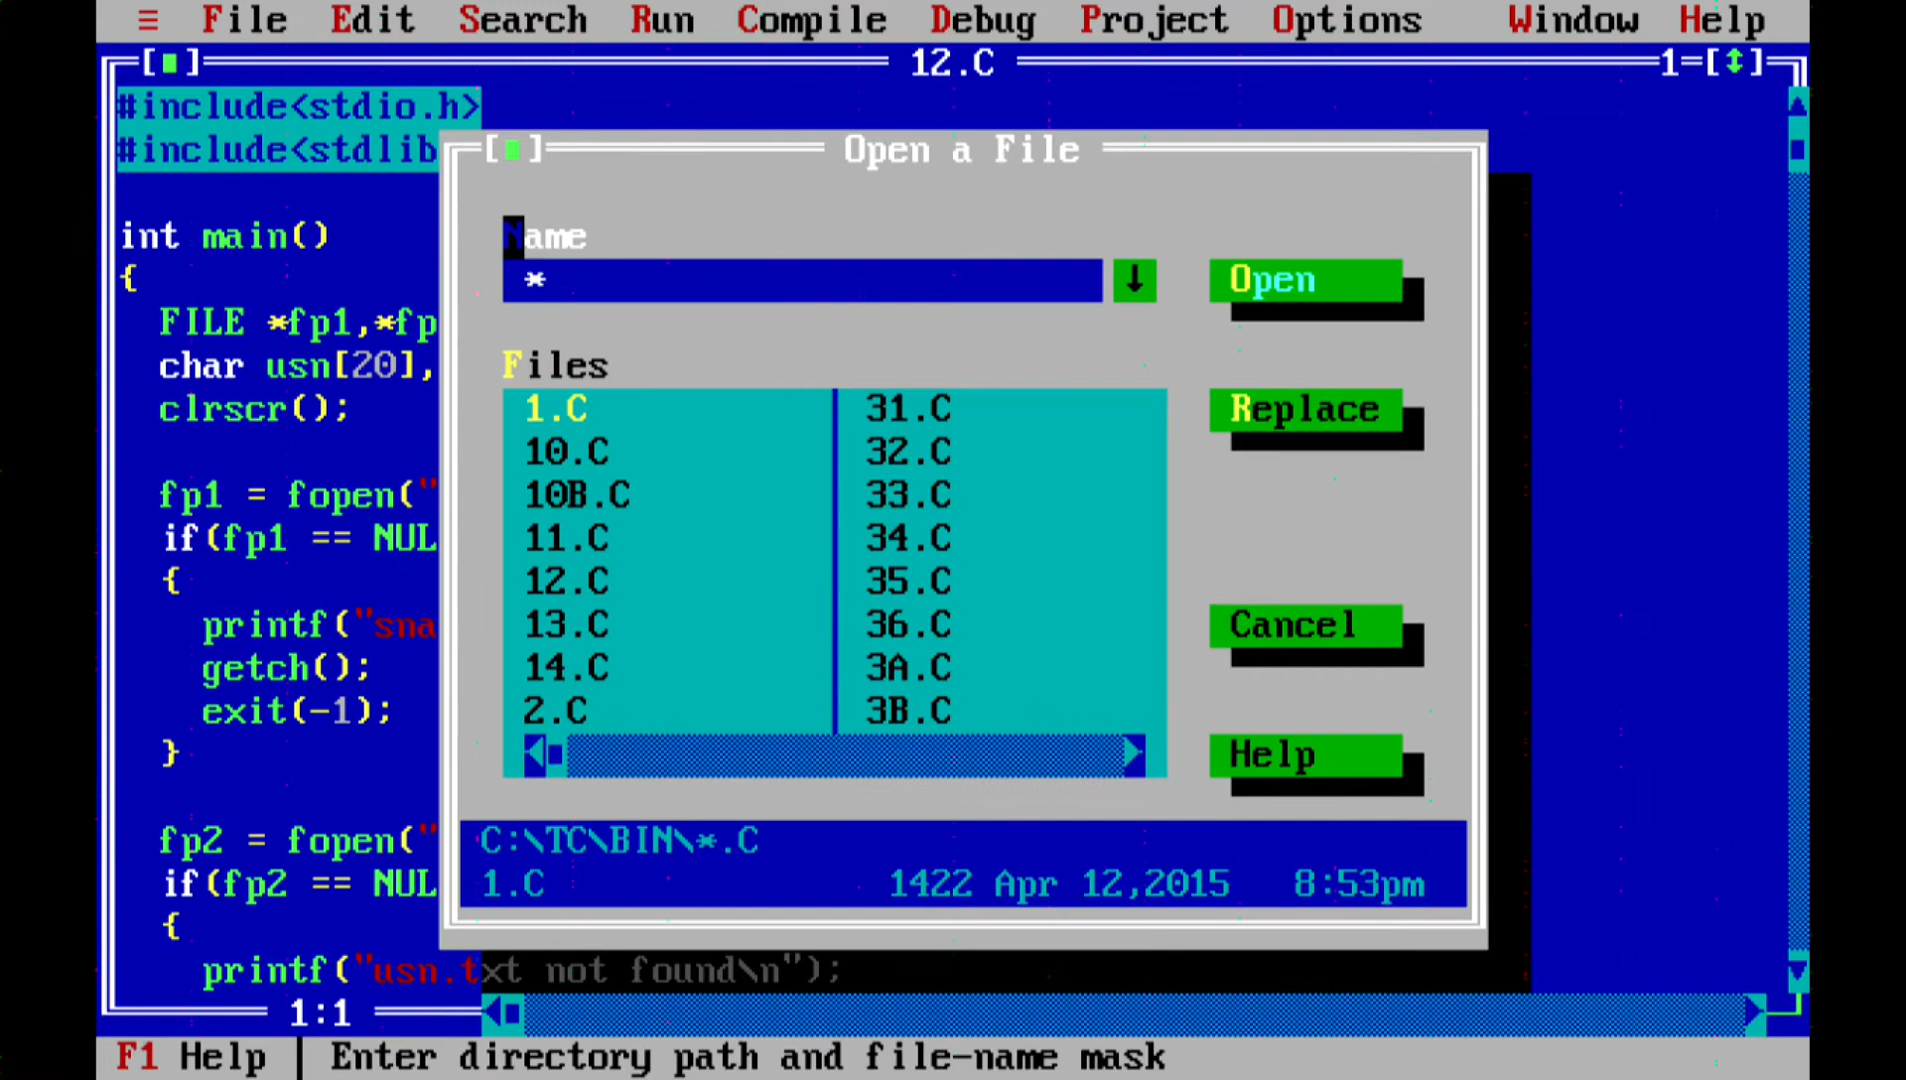 ≡ File Edit Search Run Compile Debug Project Options Window Help
[■] 12.C 1=[↕]
#include<stdio.h>
#include<stdlib
int main()
{
FILE *fp1,*fp
char usn[20],
clrscr();
fp1 = fopen("
if(fp1 == NUL
{
printf("sna
getch();
exit(-1);
}
fp2 = fopen("
if(fp2 == NUL
{
printf("usn.txt not found\n");
1:1
[■] Open a File
Name
*
↓
Open
Files
1.C 31.C
10.C 32.C
10B.C 33.C
11.C 34.C
12.C 35.C
13.C 36.C
14.C 3A.C
2.C 3B.C
Replace
Cancel
Help
C:\TC\BIN\*.C
1.C 1422 Apr 12,2015 8:53pm
F1 Help │ Enter directory path and file-name mask